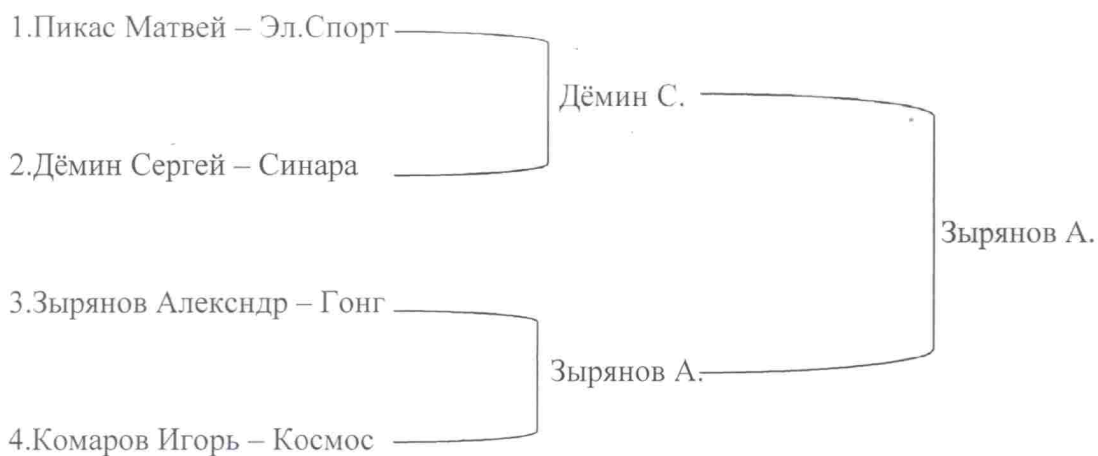 1.Пикас Матвей – Эл.Спорт
Дёмин С.
2.Дёмин Сергей – Синара
Зырянов А.
3.Зырянов Алексндр – Гонг
Зырянов А.
4.Комаров Игорь – Космос